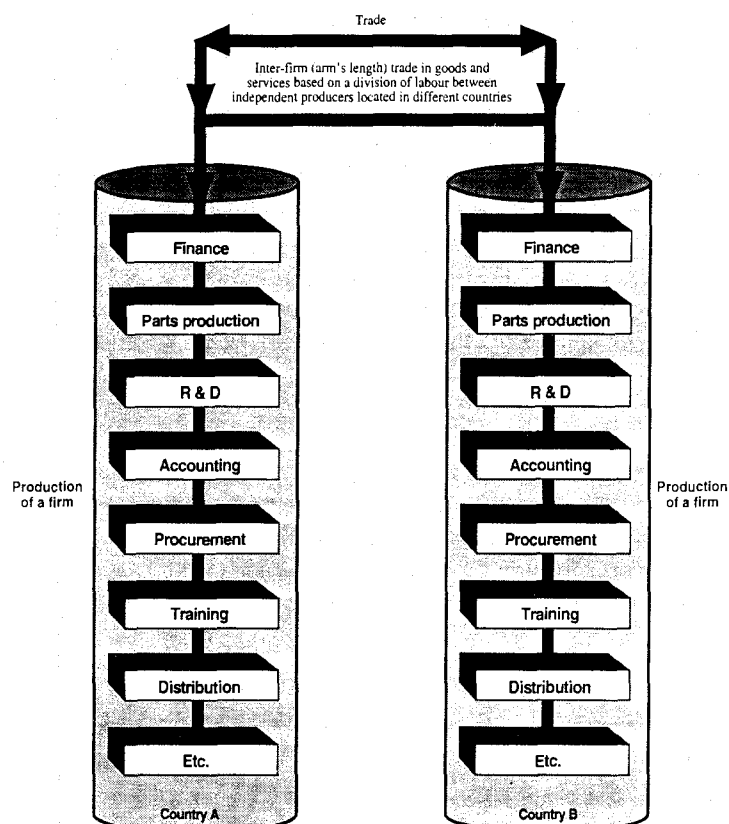 Trade
Inter-firm (arm's length) trade in goods and
services based on a division of labour between
independent producers located in different countries
Finance
Parts production
R & D
Accounting
Procurement
Training
Distribution
Etc.
Country A
Production
of a firm
Finance
Parts production
R & D
Accounting
Procurement
Training
Distribution
Etc.
Country B
Production
of a firm